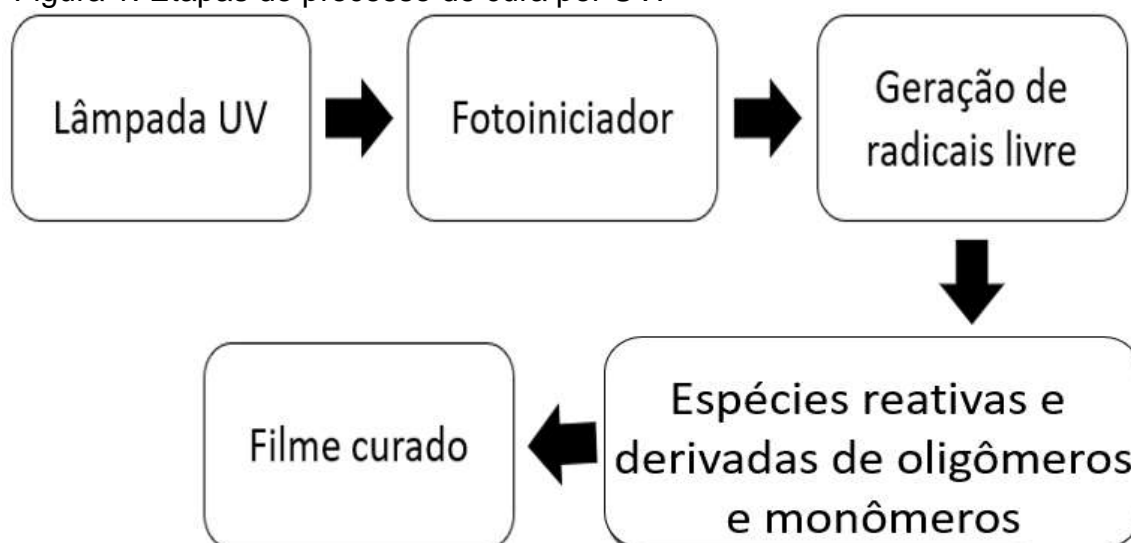 Lâmpada UV
Fotoiniciador
Geração de
radicais livre
Espécies reativas e
derivadas de oligômeros
e monômeros
Filme curado